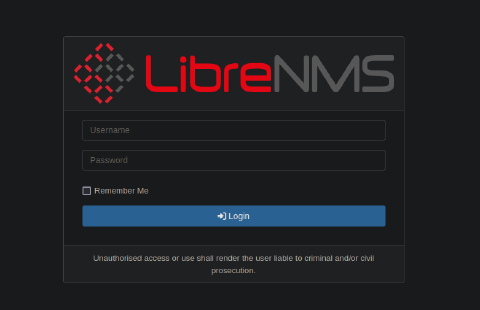 LibreNMS
Username
Password
Remember Me
Login
Unauthorised access or use shall render the user liable to criminal and/or civil
prosecution.